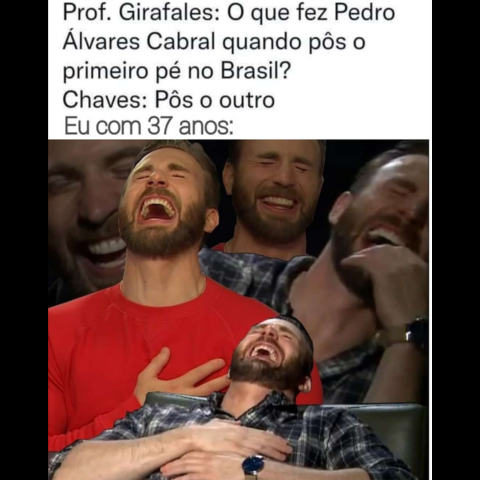 Prof. Girafales: O que fez Pedro
Álvares Cabral quando pôs o
primeiro pé no Brasil?
Chaves: Pôs o outro
Eu com 37 anos: